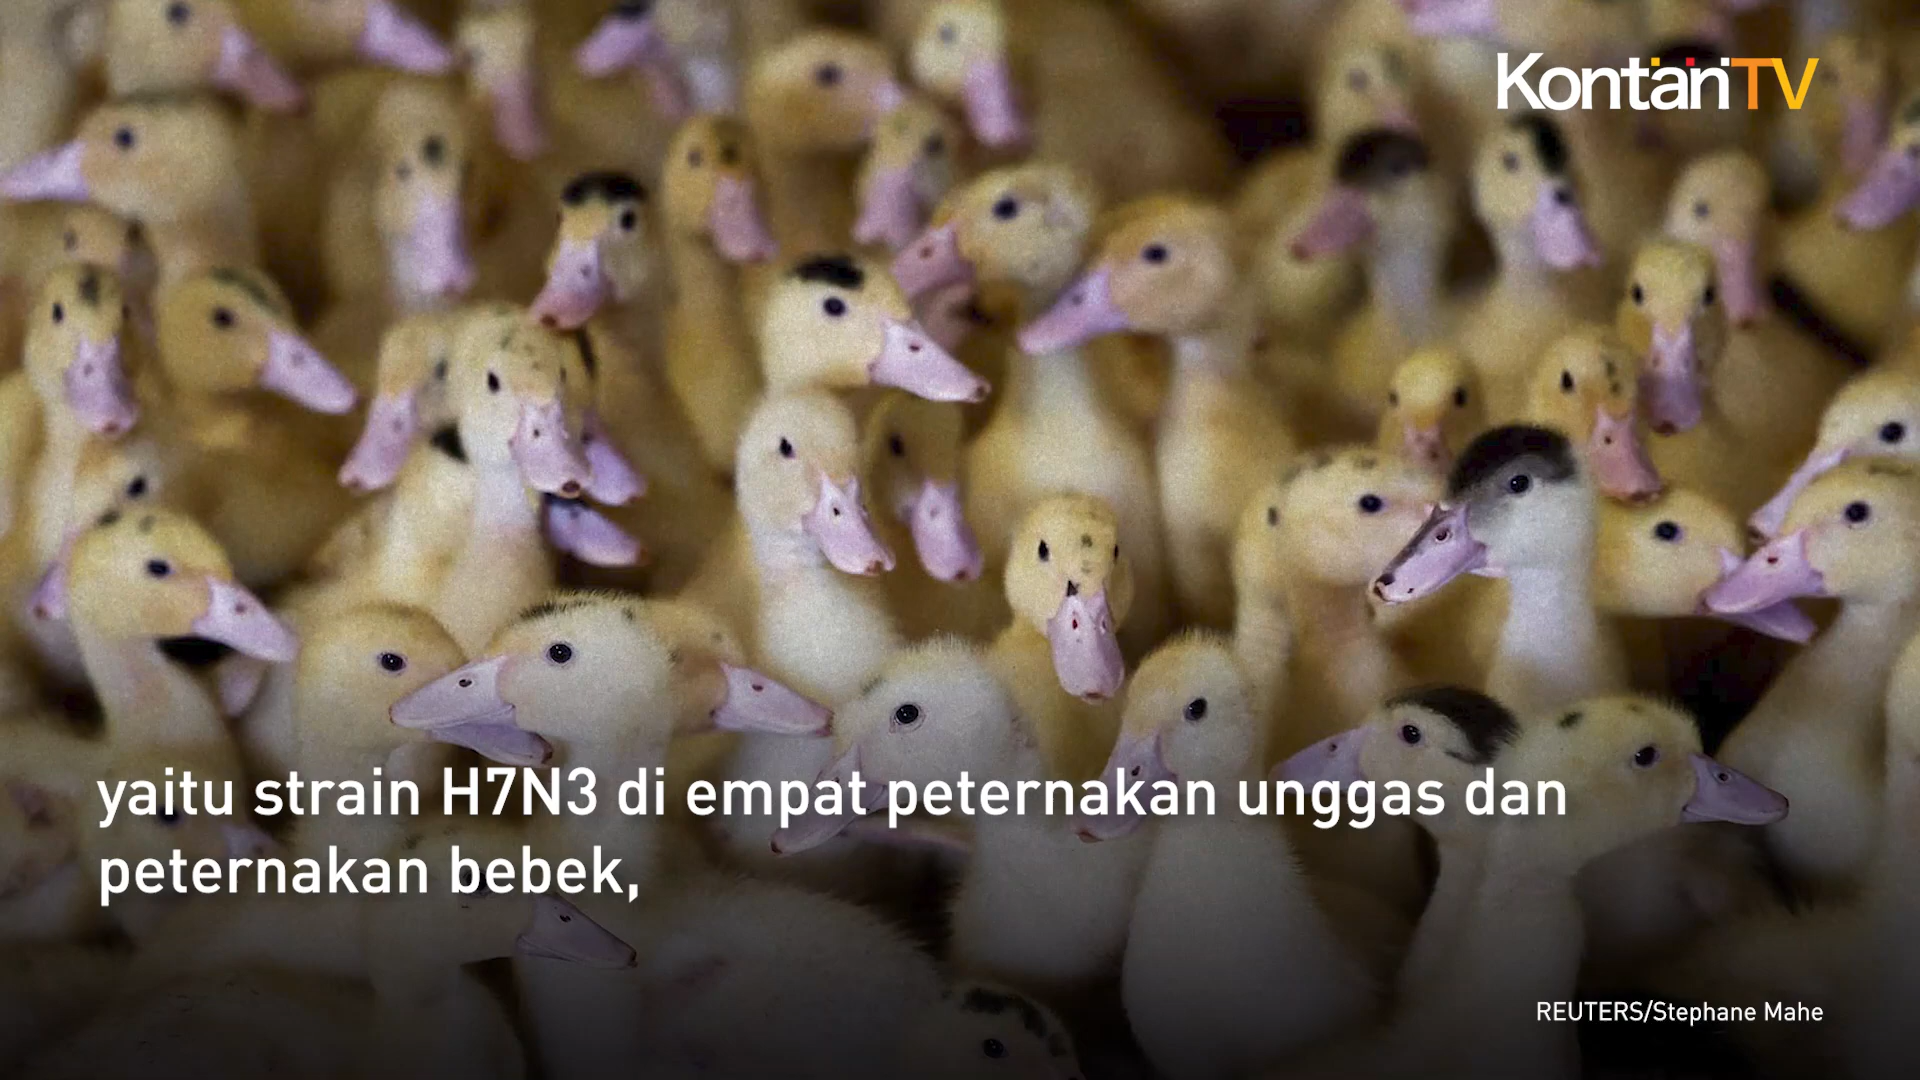 KontanTV
yaitu strain H7N3 di empat peternakan unggas dan
peternakan bebek,
REUTERS/Stephane Mahe